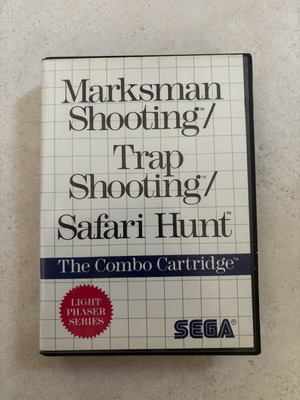 Marksman
Shooting™/
Trap
Shooting™/
Safari Hunt™
The Combo Cartridge™
LIGHT
PHASER
SERIES
SEGA®